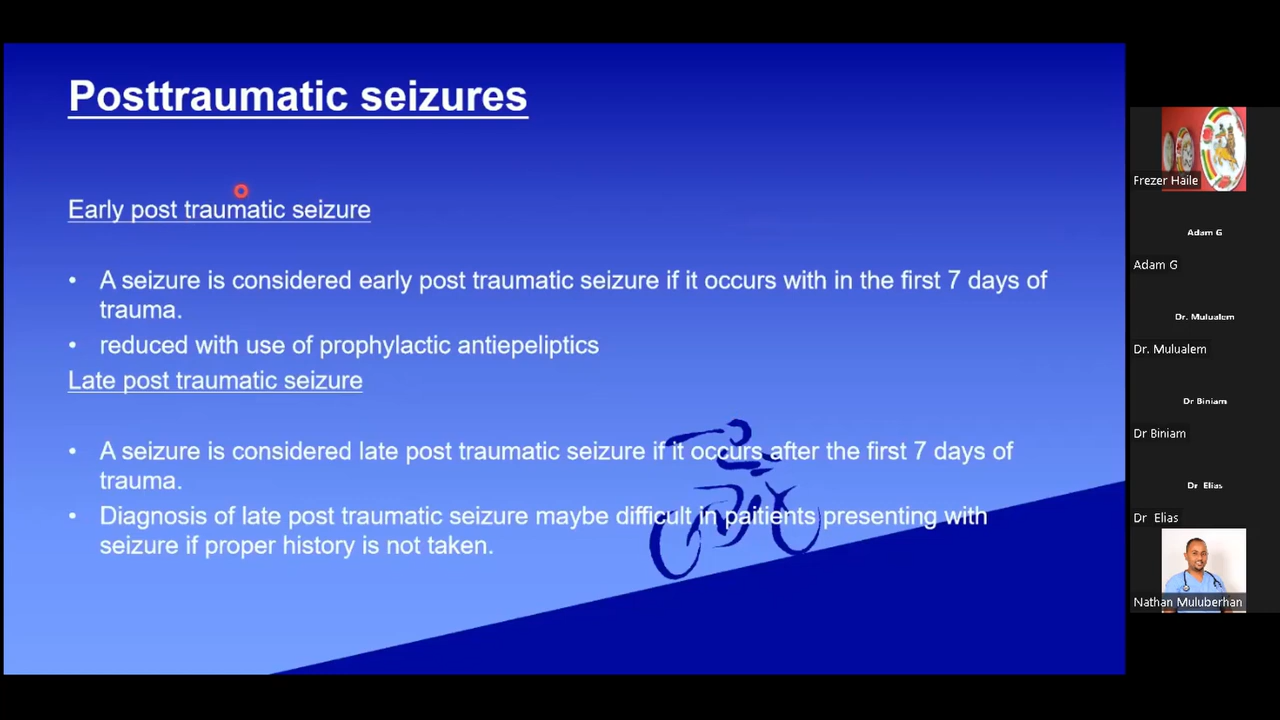 Posttraumatic seizures
Early post traumatic seizure
• A seizure is considered early post traumatic seizure if it occurs with in the first 7 days of
trauma.
• reduced with use of prophylactic antiepeliptics
Late post traumatic seizure
• A seizure is considered late post traumatic seizure if it occurs after the first 7 days of
trauma.
• Diagnosis of late post traumatic seizure maybe difficult in paitients presenting with
seizure if proper history is not taken.
Frezer Haile
Adam G
Adam G
Dr. Mulualem
Dr. Mulualem
Dr Biniam
Dr Biniam
Dr Elias
Dr Elias
Nathan Muluberhan